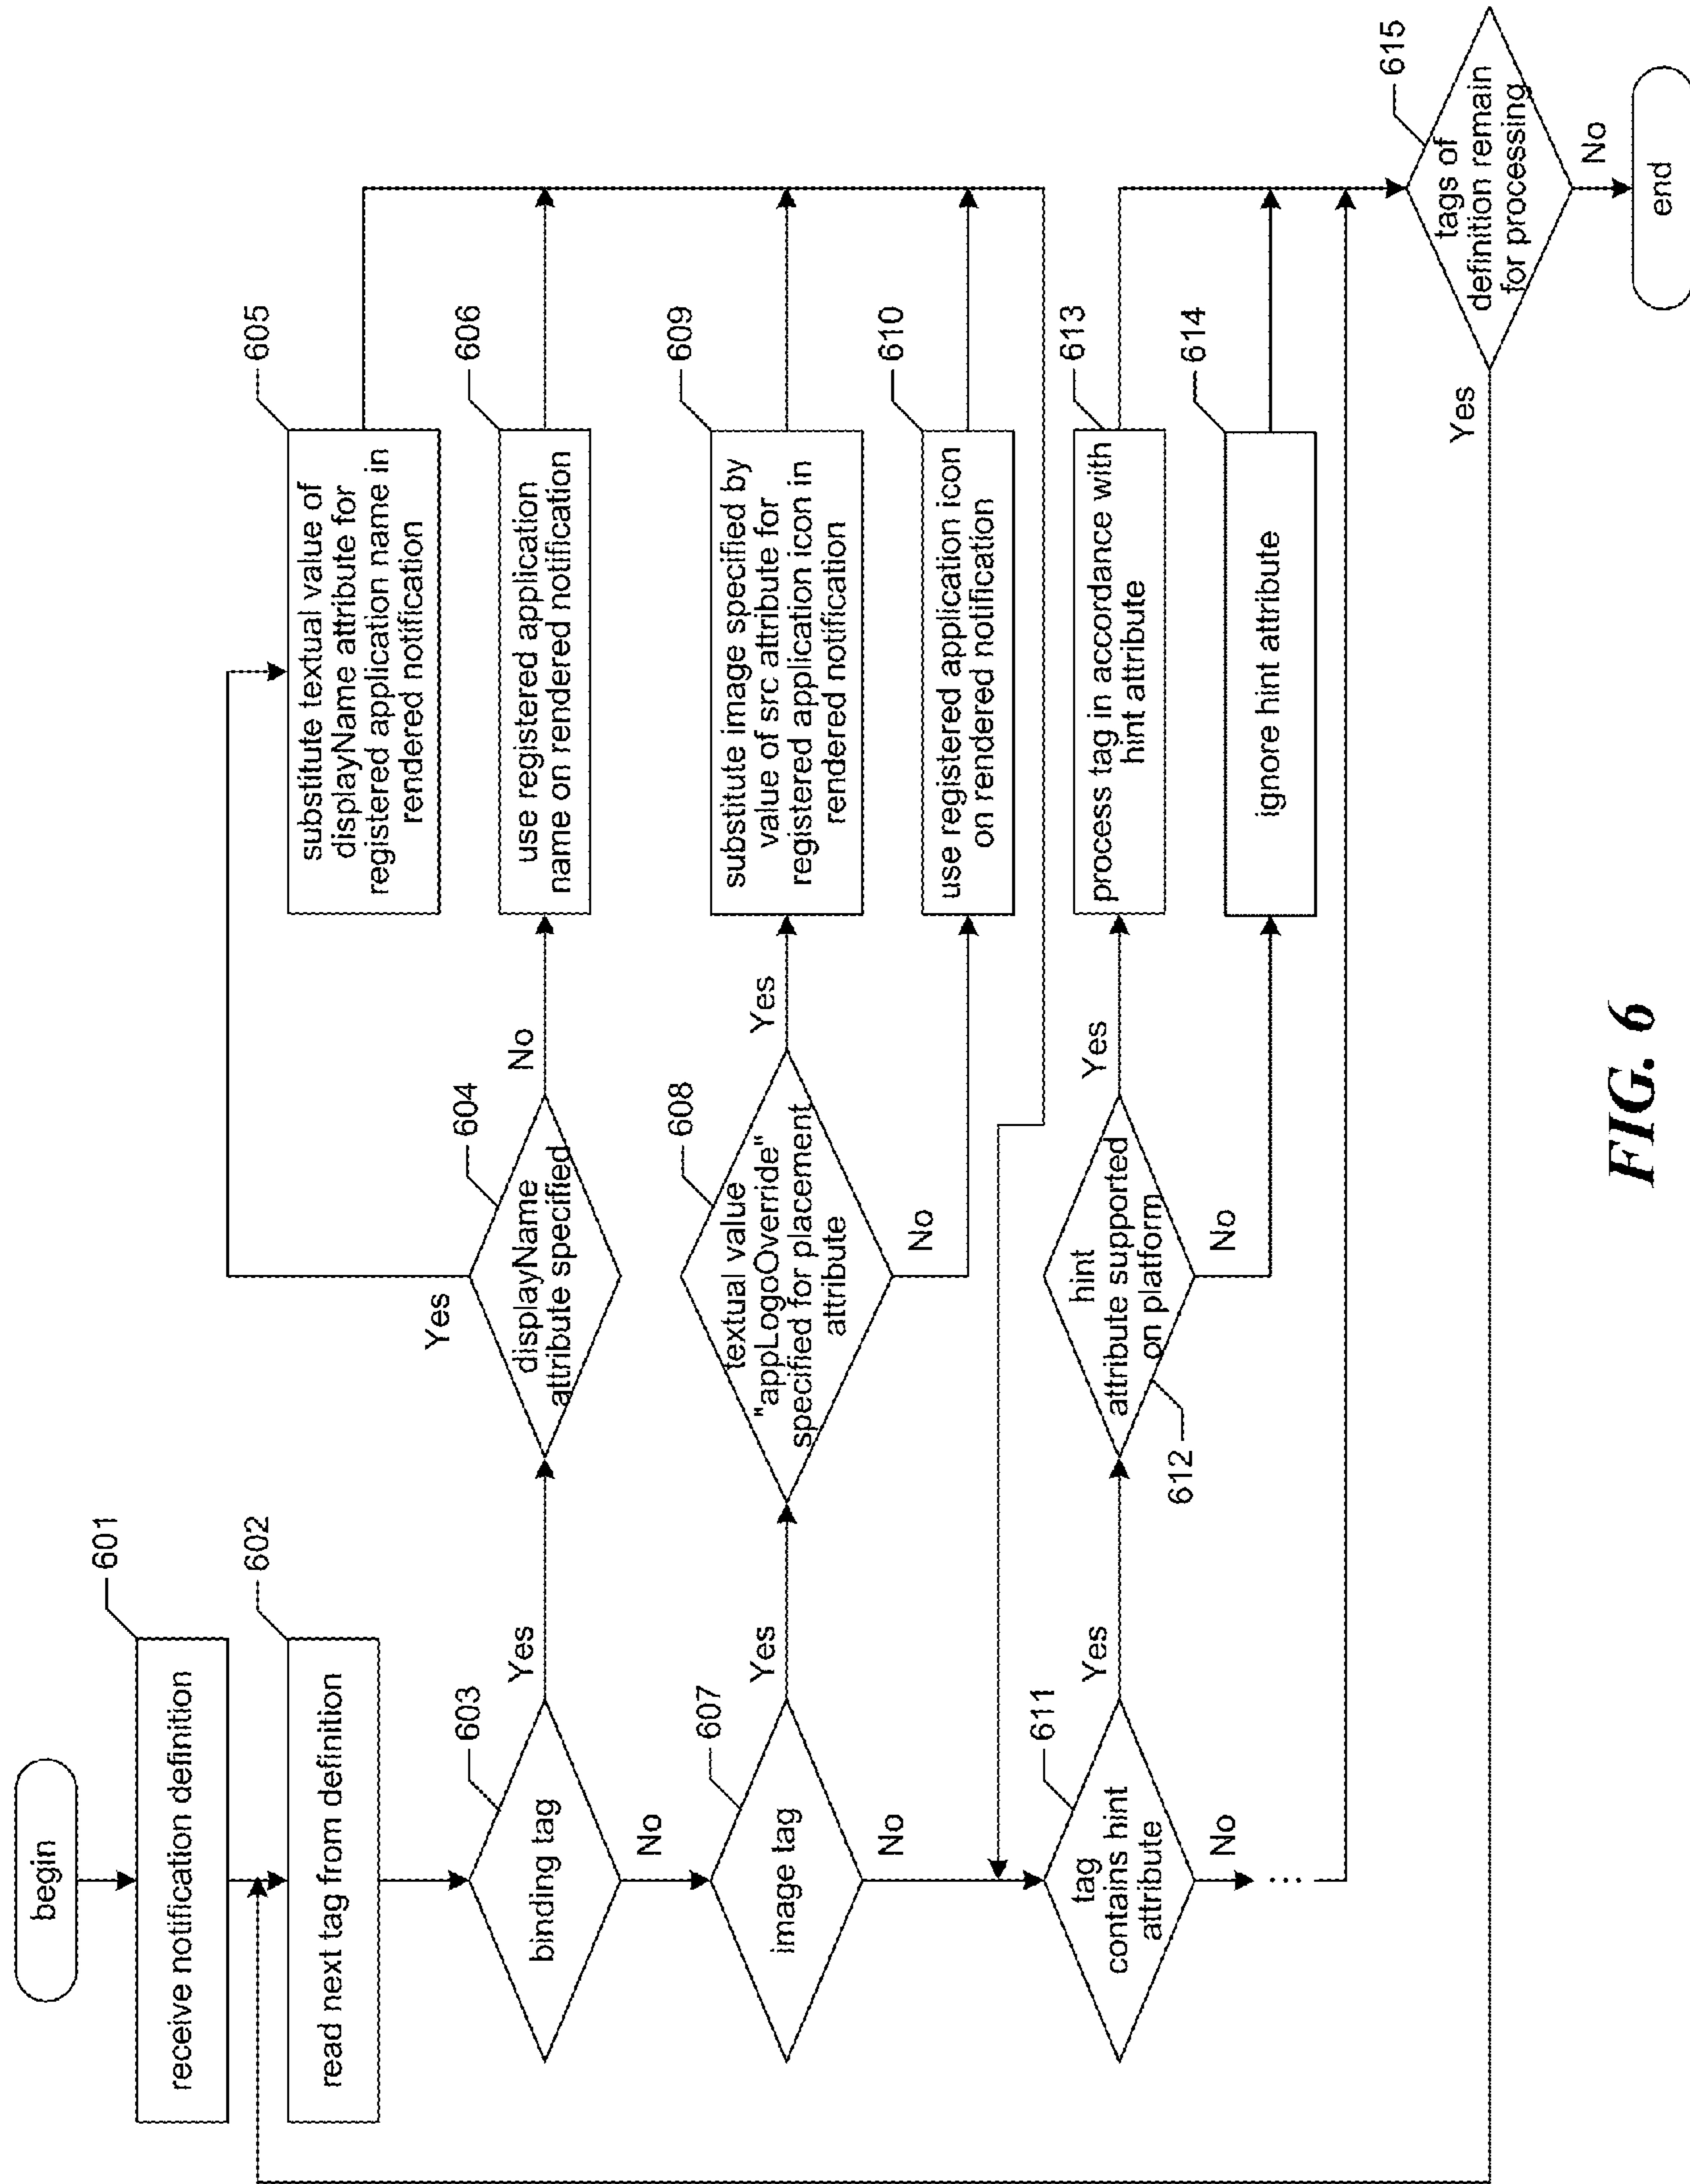 begin
601
receive notification definition
602
read next tag from definition
603
binding tag
Yes
No
604
displayName
attribute specified
Yes
No
605
substitute textual value of
displayName attribute for
registered application name in
rendered notification
606
use registered application
name on rendered notification
607
image tag
Yes
No
608
textual value
"appLogoOverride"
specified for placement
attribute
Yes
No
609
substitute image specified by
value of src attribute for
registered application icon in
rendered notification
610
use registered application icon
on rendered notification
611
tag
contains hint
attribute
Yes
No
...
612
hint
attribute supported
on platform
Yes
No
613
process tag in accordance with
hint attribute
614
ignore hint attribute
615
tags of
definition remain
for processing
Yes
No
end
FIG. 6